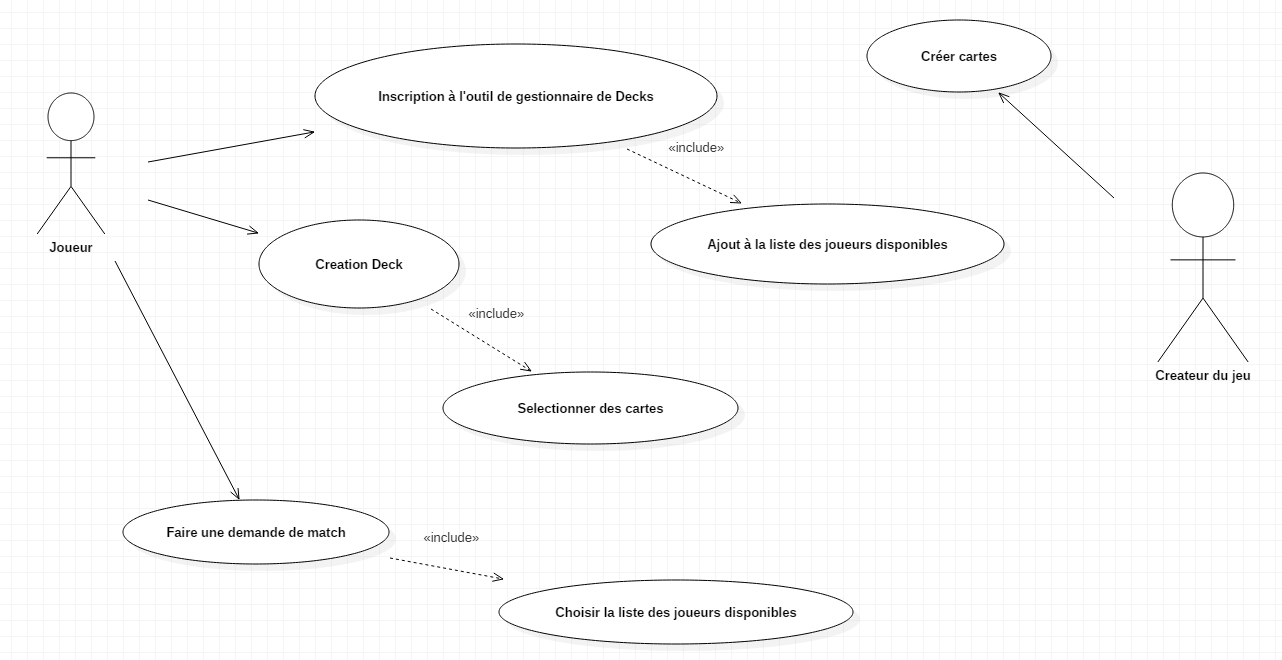 Créer cartes
Inscription à l'outil de gestionnaire de Decks
«include»
Ajout à la liste des joueurs disponibles
Joueur
Creation Deck
«include»
Createur du jeu
Selectionner des cartes
Faire une demande de match
«include»
Choisir la liste des joueurs disponibles